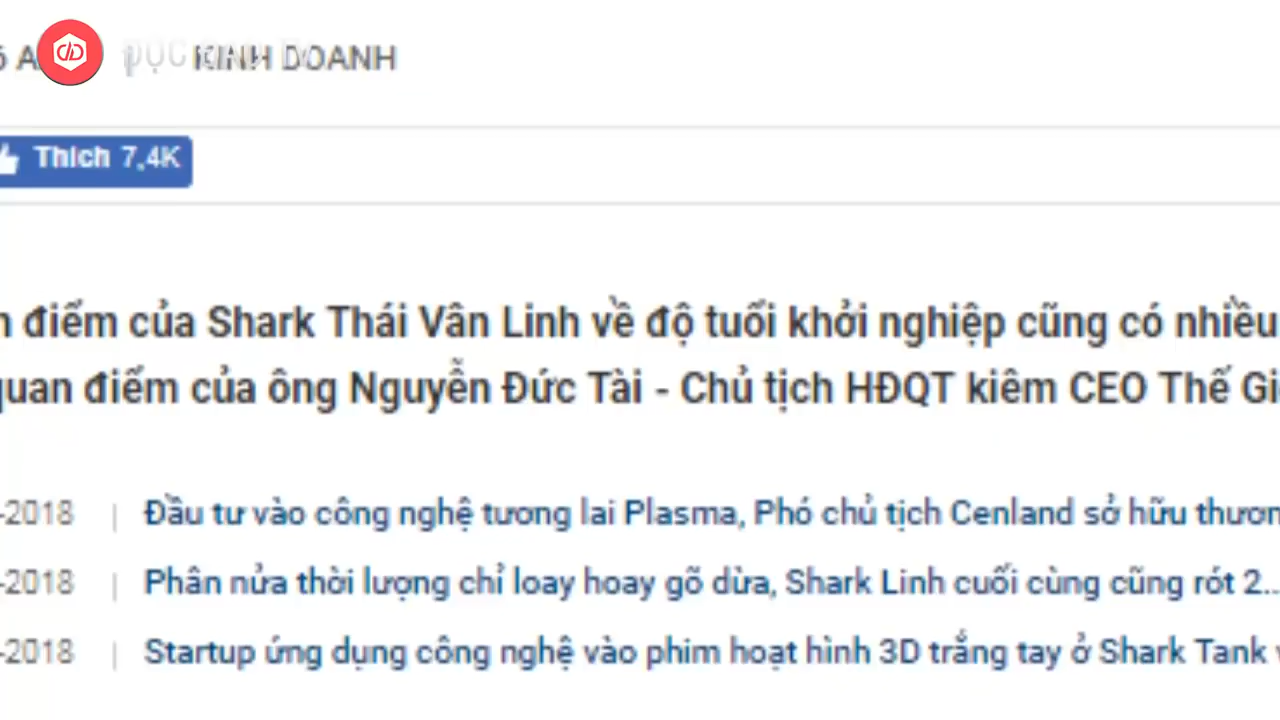 KINH DOANH
Thích 7,4K
điểm của Shark Thái Vân Linh về độ tuổi khởi nghiệp cũng có nhiều
quan điểm của ông Nguyễn Đức Tài - Chủ tịch HĐQT kiêm CEO Thế
-2018 | Đầu tư vào công nghệ tương lai Plasma, Phó chủ tịch Cenland sở hữu
-2018 | Phân nửa thời lượng chỉ loay hoay gõ dừa, Shark Linh cuối cùng cũng rót 2...
-2018 | Startup ứng dụng công nghệ vào phim hoạt hình 3D trắng tay ở Shark Tank